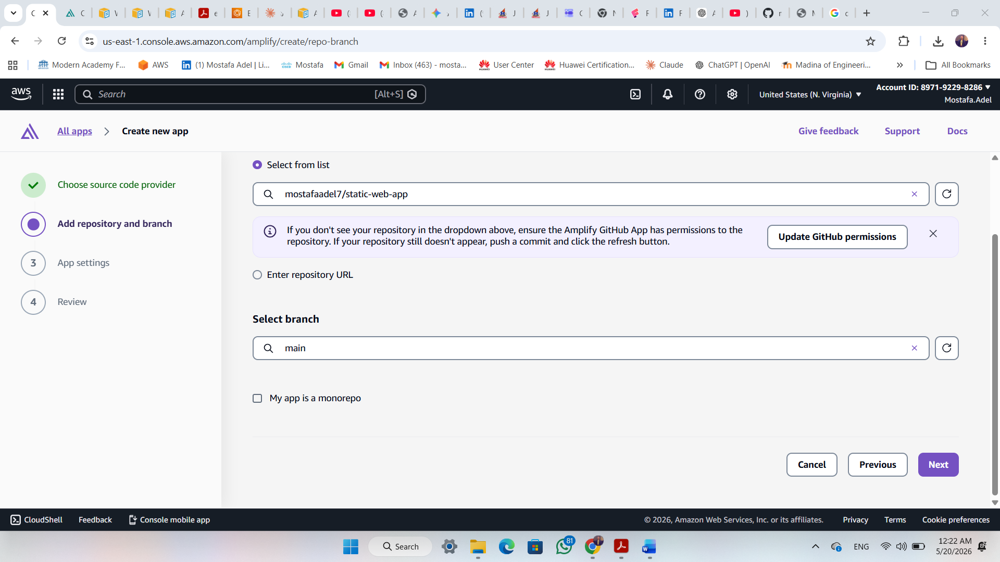 us-east-1.console.aws.amazon.com/amplify/create/repo-branch
Modern Academy F...
AWS
(1) Mostafa Adel | Li...
Mostafa
Gmail
Inbox (463) - mosta...
User Center
Huawei Certification...
Claude
ChatGPT | OpenAI
Madina of Engineeri...
All Bookmarks
aws
Search
[Alt+S]
United States (N. Virginia)
Account ID: 8971-9229-8286
Mostafa.Adel
All apps
Create new app
Give feedback
Support
Docs
Choose source code provider
Add repository and branch
3
App settings
4
Review
Select from list
mostafaadel7/static-web-app
If you don't see your repository in the dropdown above, ensure the Amplify GitHub App has permissions to the
repository. If your repository still doesn't appear, push a commit and click the refresh button.
Update GitHub permissions
Enter repository URL
Select branch
main
My app is a monorepo
Cancel
Previous
Next
CloudShell
Feedback
Console mobile app
© 2026, Amazon Web Services, Inc. or its affiliates.
Privacy
Terms
Cookie preferences
Search
81
ENG
12:22 AM
5/20/2026